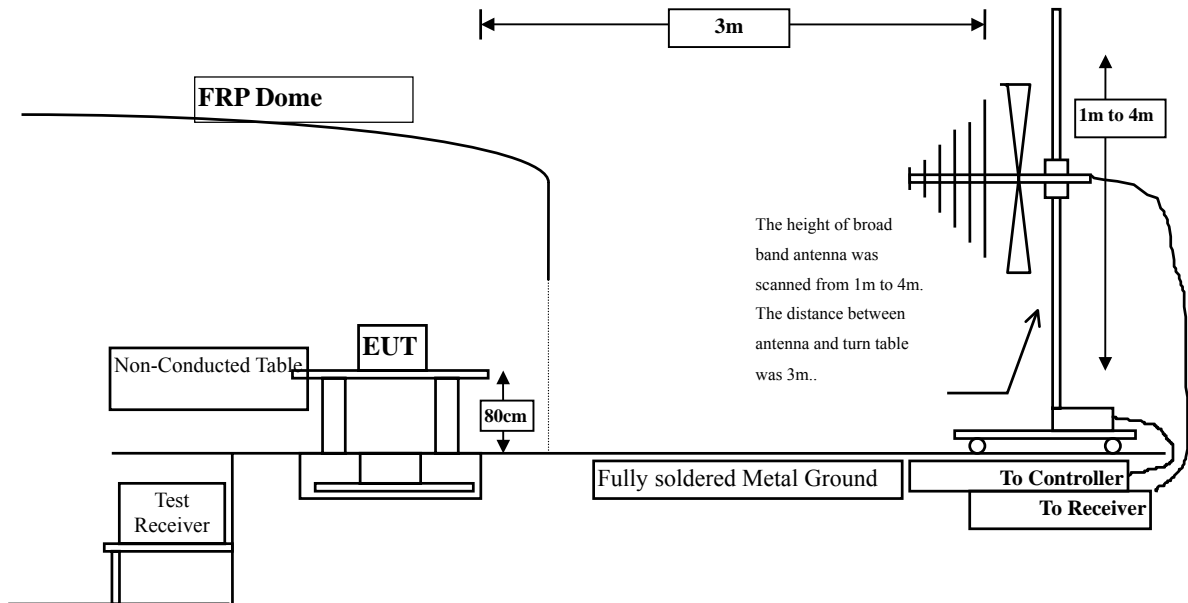 3m
FRP Dome
1m to 4m
The height of broad
band antenna was
scanned from 1m to 4m.
The distance between
antenna and turn table
was 3m..
EUT
Non-Conducted Table
80cm
Fully soldered Metal Ground
To Controller
To Receiver
Test
Receiver